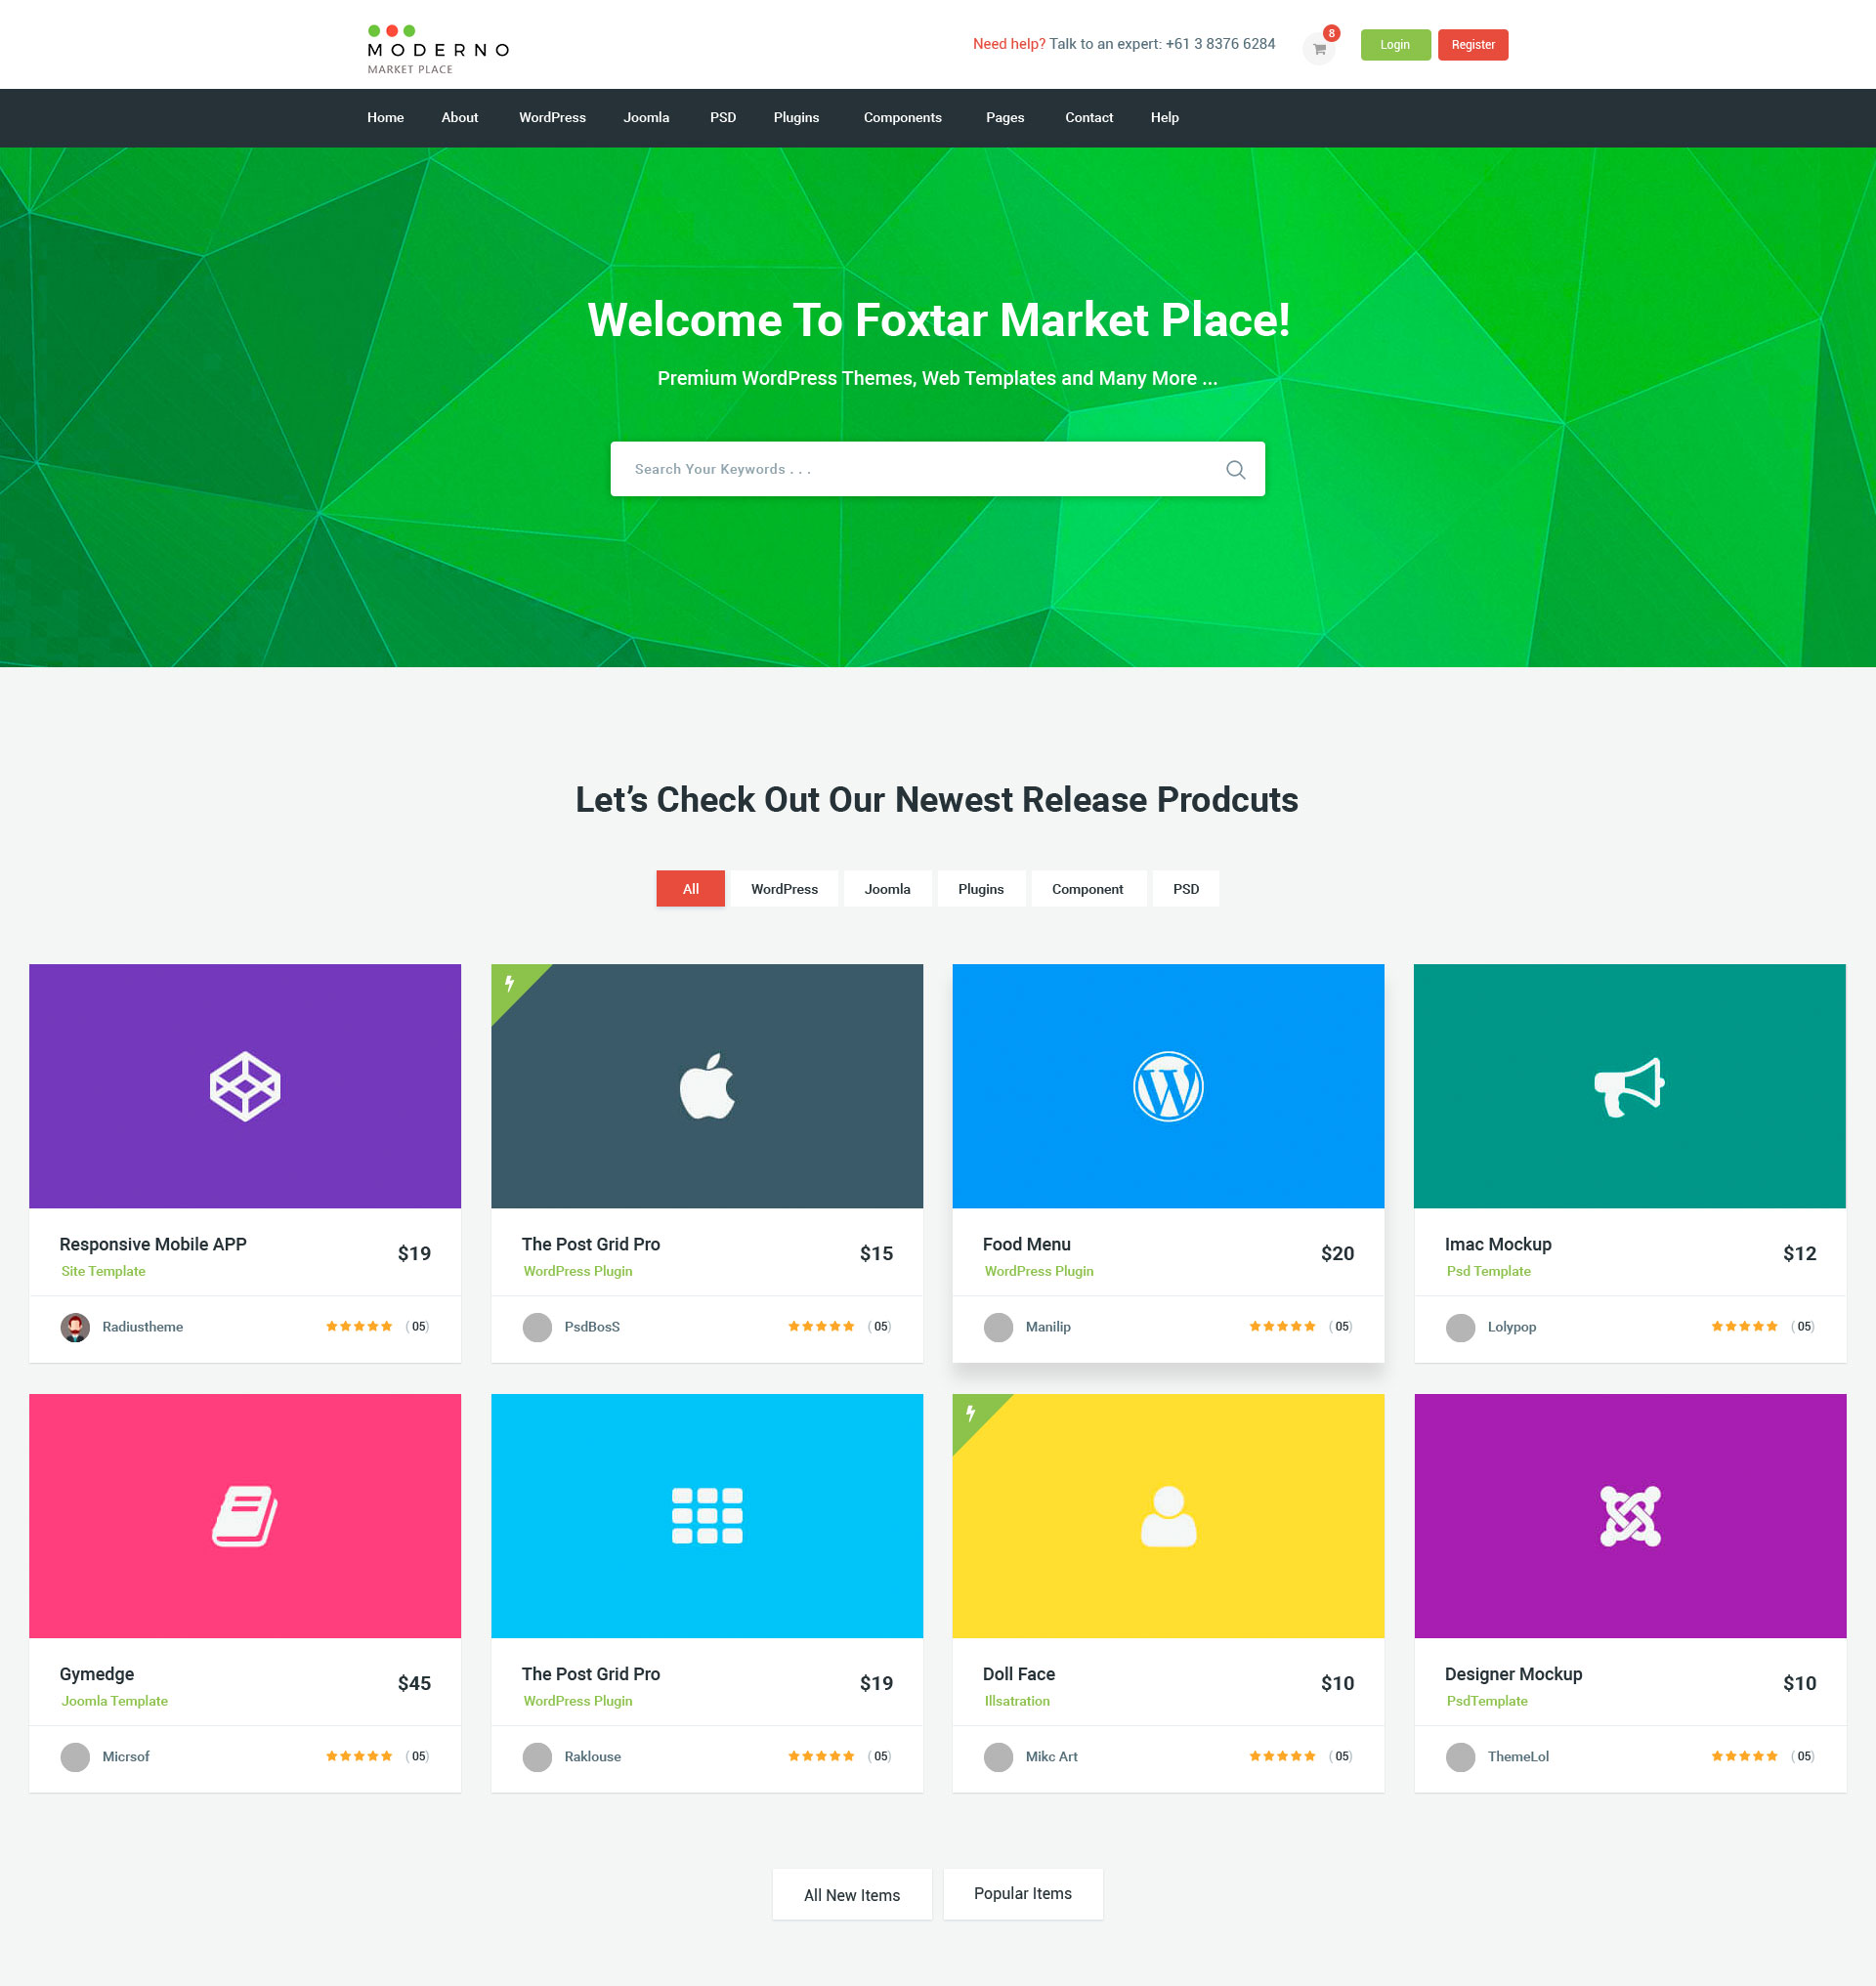 MODERNO
MARKET PLACE
Need help? Talk to an expert: +61 3 8376 6284
8
Login
Register
Home About WordPress Joomla PSD Plugins Components Pages Contact Help
Welcome To Foxtar Market Place!
Premium WordPress Themes, Web Templates and Many More ...
Search Your Keywords . . .
Let’s Check Out Our Newest Release Prodcuts
All WordPress Joomla Plugins Component PSD
Responsive Mobile APP
$19
Site Template
Radiustheme
( 05)
The Post Grid Pro
$15
WordPress Plugin
PsdBosS
( 05)
Food Menu
$20
WordPress Plugin
Manilip
( 05)
Imac Mockup
$12
Psd Template
Lolypop
( 05)
Gymedge
$45
Joomla Template
Micrsof
( 05)
The Post Grid Pro
$19
WordPress Plugin
Raklouse
( 05)
Doll Face
$10
Illsatration
Mikc Art
( 05)
Designer Mockup
$10
PsdTemplate
ThemeLol
( 05)
All New Items
Popular Items